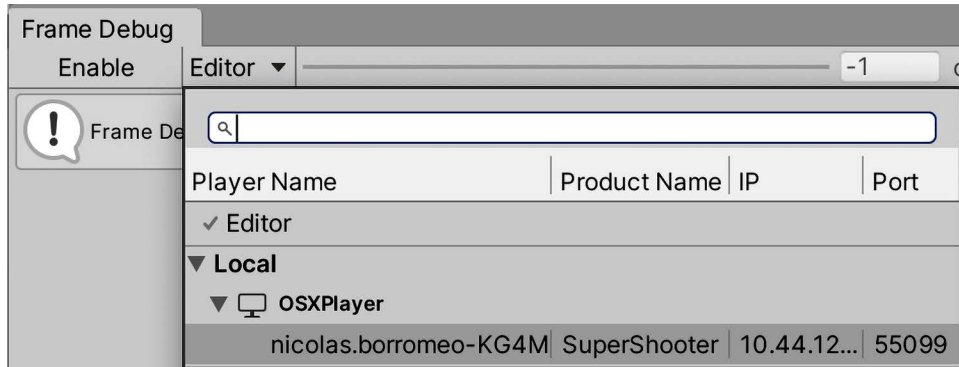 Frame Debug
Enable Editor -1
Frame De
Player Name Product Name IP Port
Editor
Local
OSXPlayer
nicolas.borromeo-KG4M SuperShooter 10.44.12... 55099